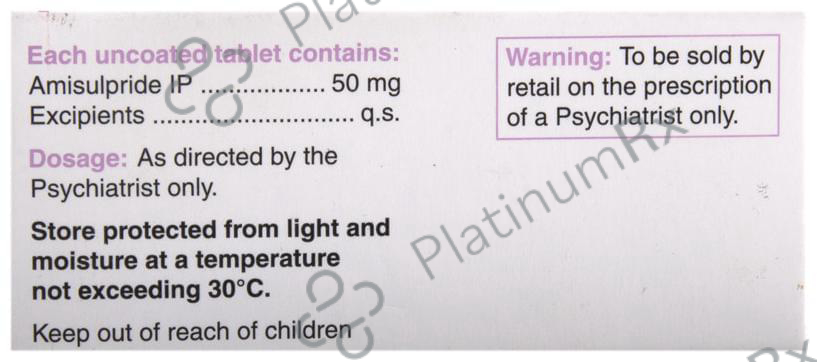 Each uncoated tablet contains:
Amisulpride IP .................. 50 mg
Excipients ............................. q.s.
Dosage: As directed by the
Psychiatrist only.
Store protected from light and
moisture at a temperature
not exceeding 30°C.
Keep out of reach of children
Warning: To be sold by
retail on the prescription
of a Psychiatrist only.
PlatinumRx